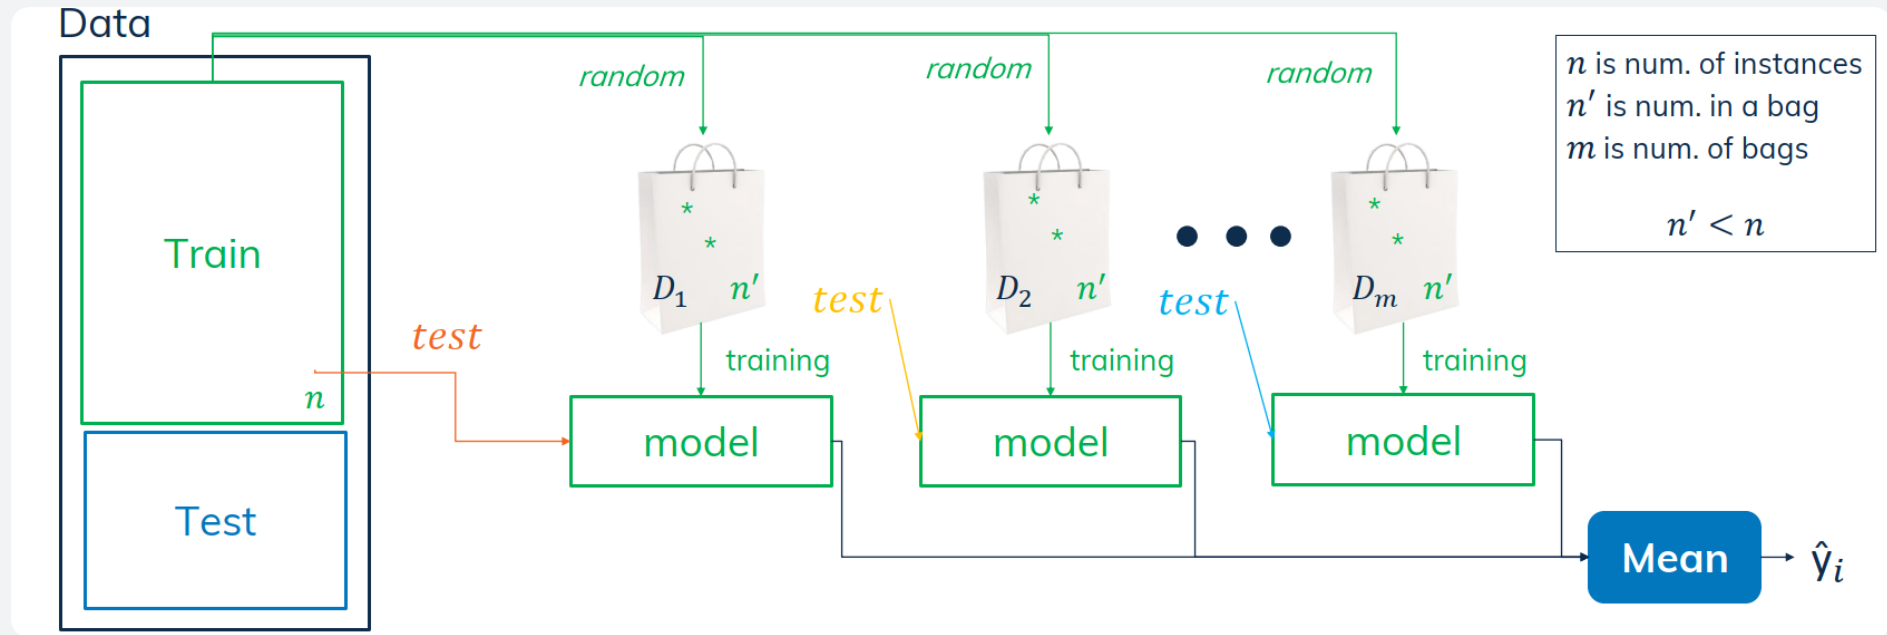 Data
random
random
random
n is num. of instances
n′ is num. in a bag
m is num. of bags
n′ < n
Train
n
Test
*
*
D₁ n′
*
*
D₂ n′
*
*
Dₘ n′
test
test
test
training
training
training
model
model
model
Mean
ŷᵢ